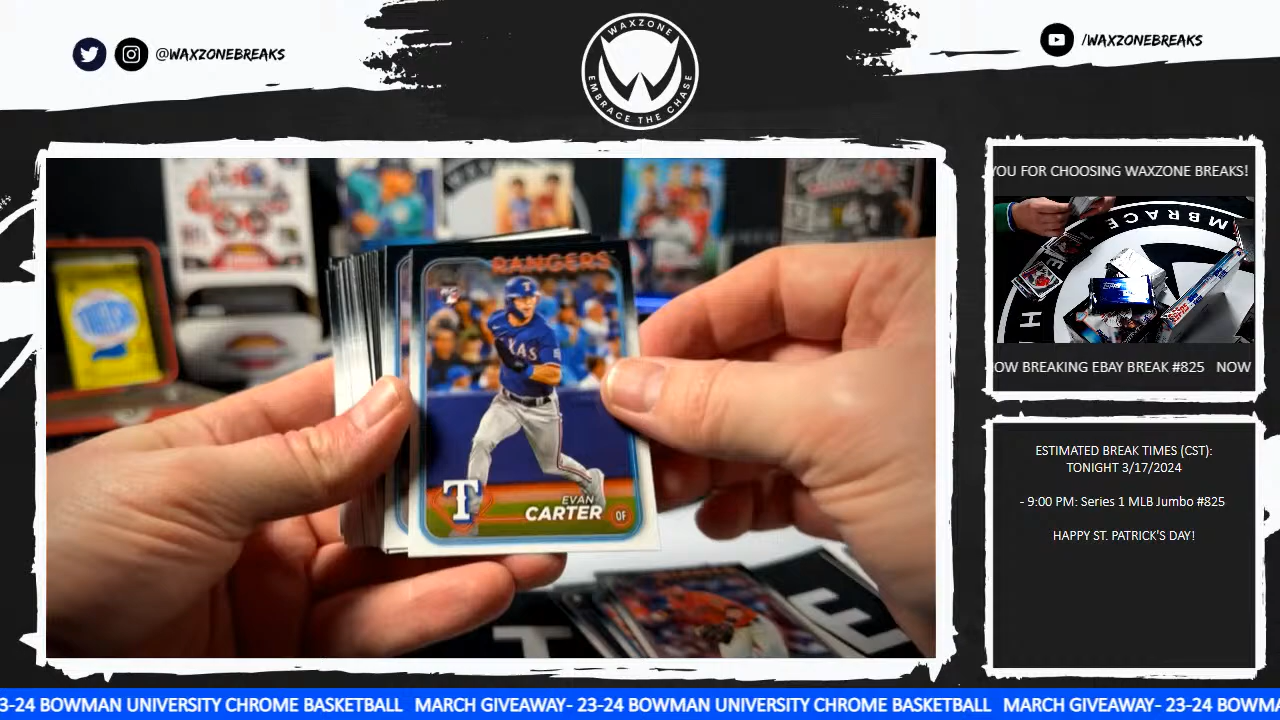 @WAXZONEBREAKS
WAXZONE
EMBRACE THE CHASE
/WAXZONEBREAKS
YOU FOR CHOOSING WAXZONE BREAKS!
MBRACE
H
OW BREAKING EBAY BREAK #825 NOW
RANGERS
TEXAS
T
EVAN
CARTER OF
T
E
ESTIMATED BREAK TIMES (CST):
TONIGHT 3/17/2024
- 9:00 PM: Series 1 MLB Jumbo #825
HAPPY ST. PATRICK'S DAY!
3-24 BOWMAN UNIVERSITY CHROME BASKETBALL MARCH GIVEAWAY- 23-24 BOWMAN UNIVERSITY CHROME BASKETBALL MARCH GIVEAWAY- 23-24 BOWMA